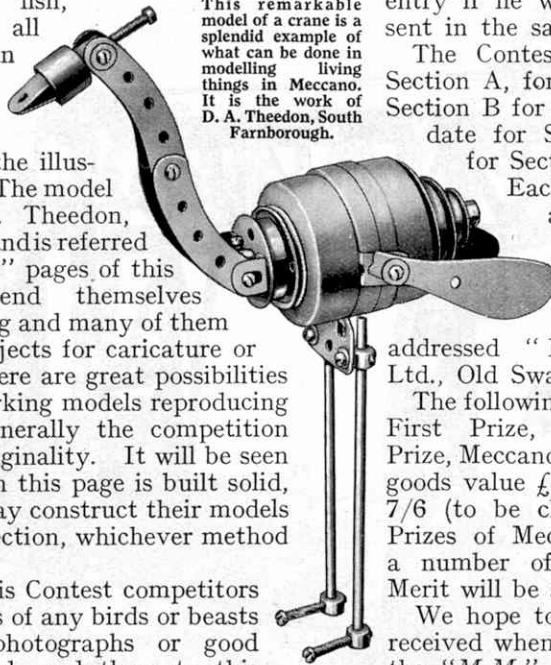 fish,
all
n
This remarkable
model of a crane is a
splendid example of
what can be done in
modelling living
things in Meccano.
It is the work of
D. A. Theedon, South
Farnborough.
the illus-
The model
Theedon,
and is referred
" pages of this
end themselves
g and many of them
jects for caricature or
ere are great possibilities
rking models reproducing
nerally the competition
ginality. It will be seen
n this page is built solid,
ay construct their models
ction, whichever method
is Contest competitors
s of any birds or beasts
photographs or good
entry if he w
sent in the sa
The Contes
Section A, for
Section B for
date for S
for Sect
Eac
a
addressed "
Ltd., Old Swa
The followin
First Prize,
Prize, Meccano
goods value £
7/6 (to be c
Prizes of Mec
a number of
Merit will be
We hope to
received when